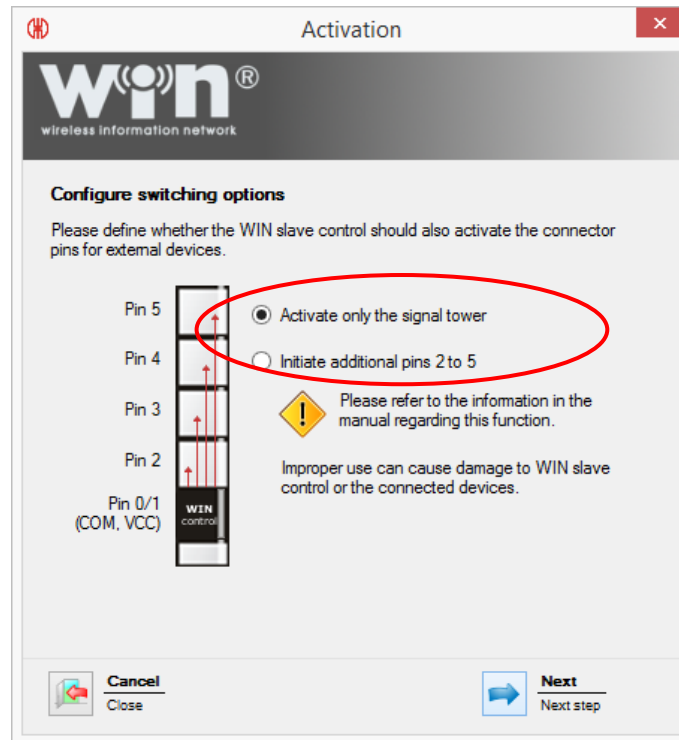 Activation
WIN®
wireless information network
Configure switching options
Please define whether the WIN slave control should also activate the connector
pins for external devices.
Pin 5
Activate only the signal tower
Pin 4
Initiate additional pins 2 to 5
Pin 3
Please refer to the information in the
manual regarding this function.
Pin 2
Improper use can cause damage to WIN slave
control or the connected devices.
Pin 0/1
(COM, VCC)
WIN
control
Cancel
Close
Next
Next step